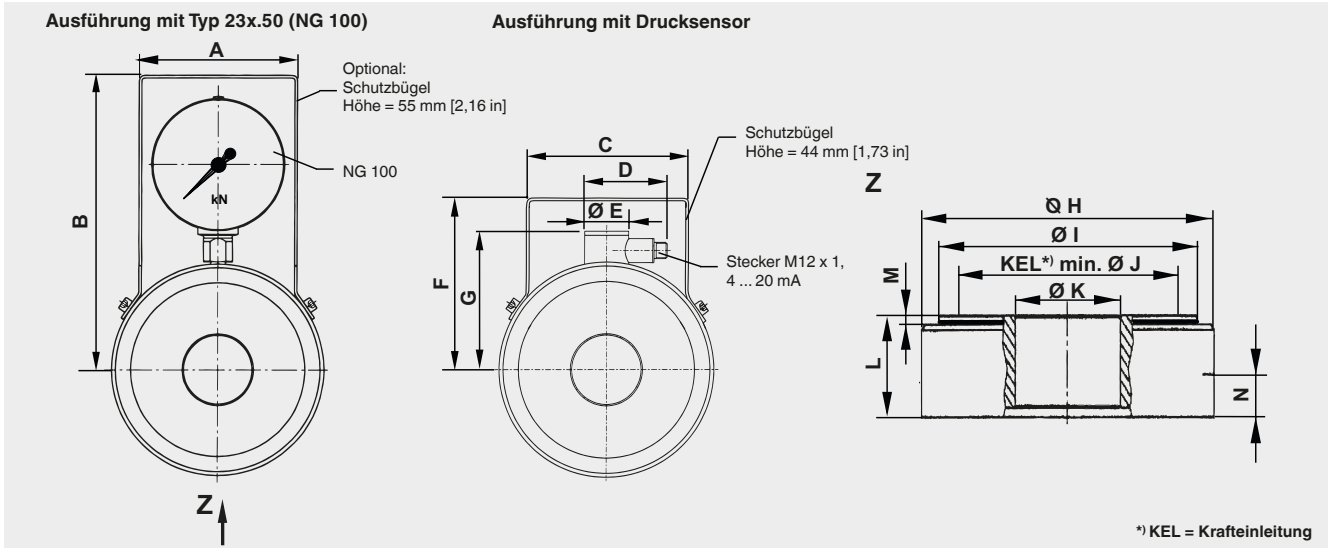 Ausführung mit Typ 23x.50 (NG 100)
A
Optional:
Schutzbügel
Höhe = 55 mm [2,16 in]
NG 100
kN
B
Z
Ausführung mit Drucksensor
C
D
Ø E
Schutzbügel
Höhe = 44 mm [1,73 in]
Stecker M12 x 1,
4 ... 20 mA
F
G
Z
Ø H
Ø I
KEL*) min. Ø J
Ø K
M
L
N
*) KEL = Krafteinleitung